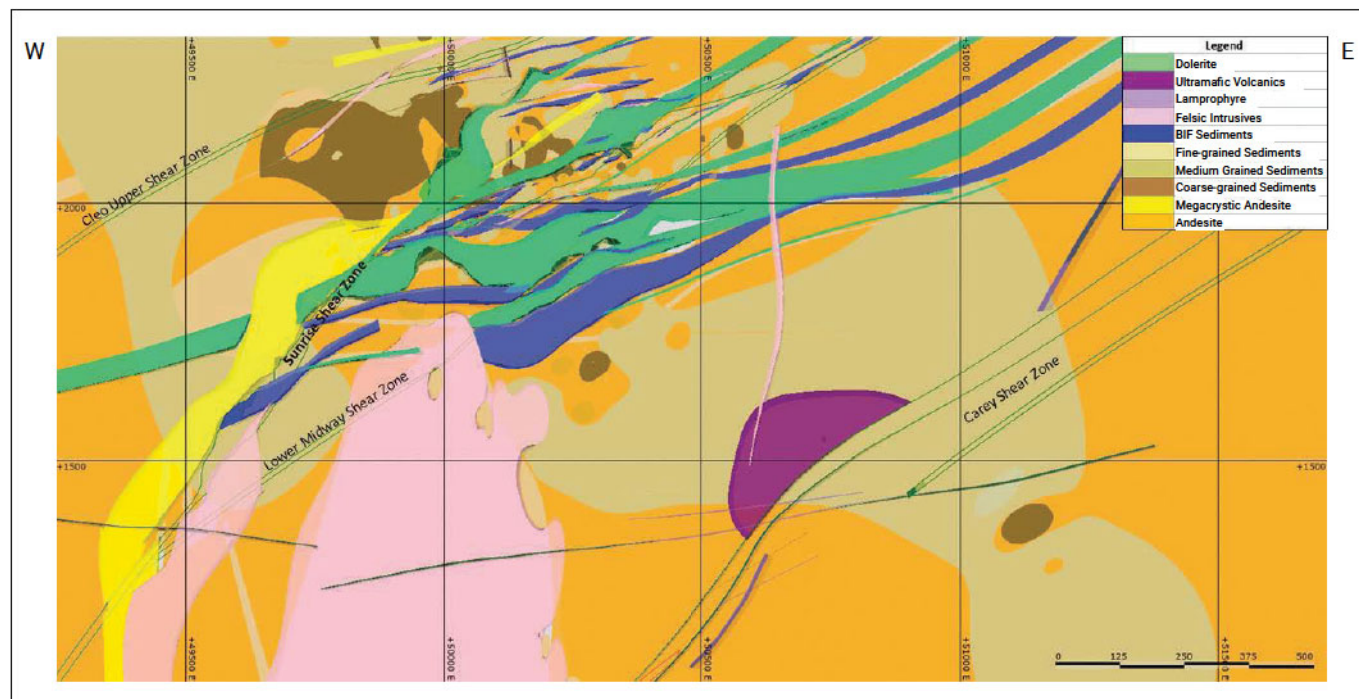 W
E
+49500 E
+50000 E
+50500 E
+51000 E
Legend
Dolerite
Ultramafic Volcanics
Lamprophyre
Felsic Intrusives
BIF Sediments
Fine-grained Sediments
Medium Grained Sediments
Coarse-grained Sediments
Megacrystic Andesite
Andesite
Cleo Upper Shear Zone
+2000
Sunrise Shear Zone
Lower Midway Shear Zone
Carey Shear Zone
+1500
+1500
+49500 E
+50000 E
+50500 E
+51000 E
+51500 E
0 125 250 375 500